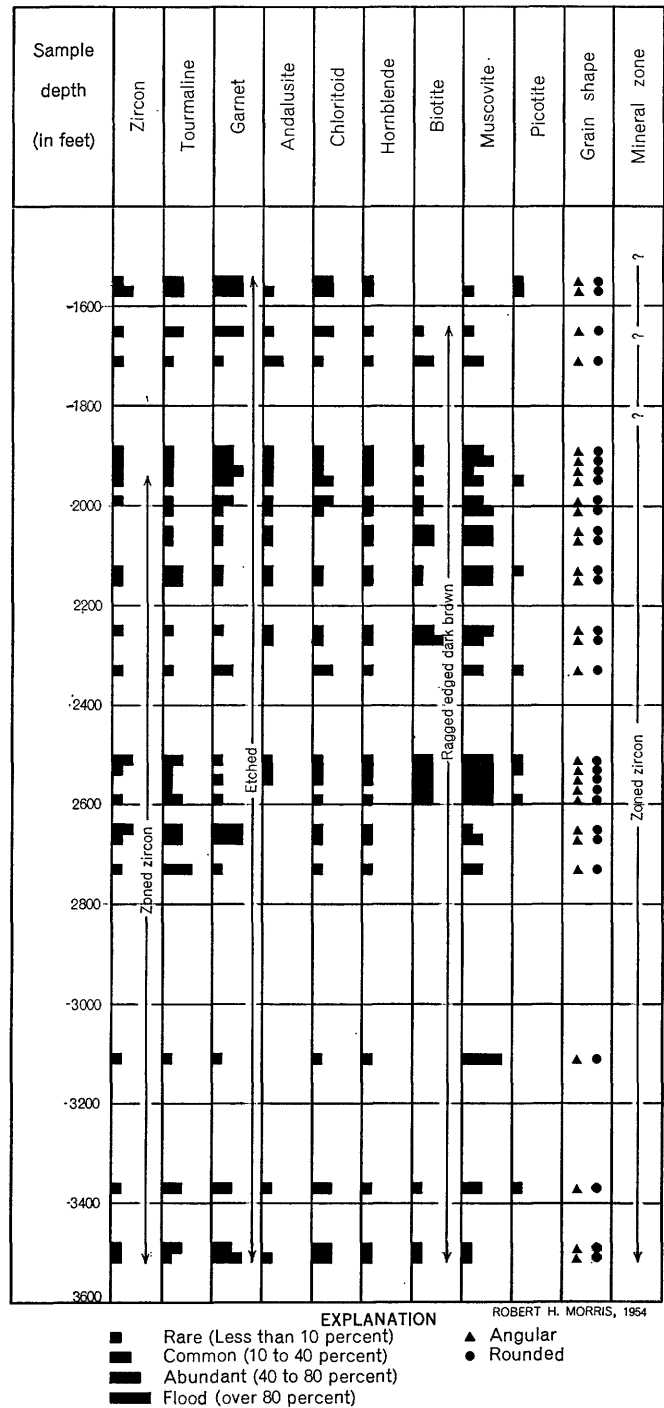 Sample
depth
(in feet)
Zircon
Tourmaline
Garnet
Andalusite
Chloritoid
Hornblende
Biotite
Muscovite
Picotite
Grain shape
Mineral zone
?
-1600
?
-1800
?
-2000
2200
2400
2600
2800
-3000
-3200
-3400
3600
Zoned zircon
Etched
Ragged edged dark brown
Zoned zircon
EXPLANATION
ROBERT H. MORRIS, 1954
Rare (Less than 10 percent)
Common (10 to 40 percent)
Abundant (40 to 80 percent)
Flood (over 80 percent)
▲ Angular
● Rounded